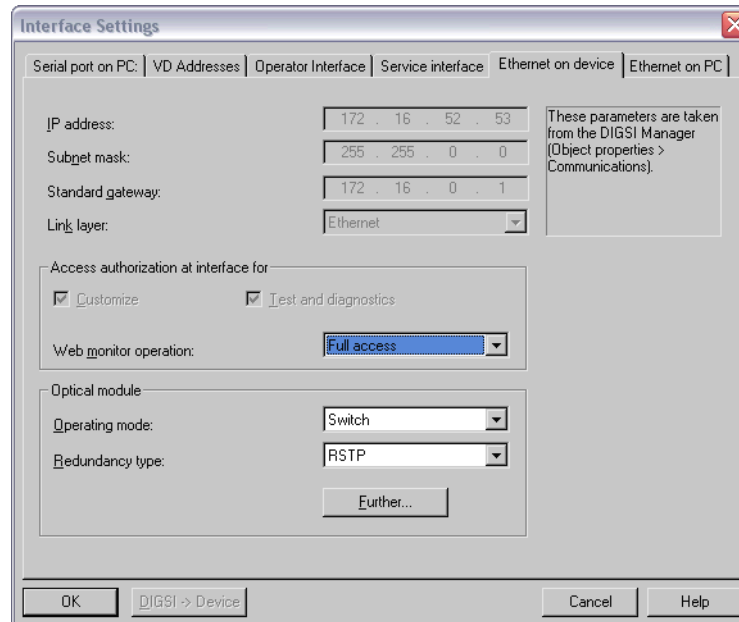 Interface Settings
Serial port on PC: VD Addresses Operator Interface Service interface Ethernet on device Ethernet on PC
IP address: 172 . 16 . 52 . 53
Subnet mask: 255 . 255 . 0 . 0
Standard gateway: 172 . 16 . 0 . 1
Link layer: Ethernet
These parameters are taken
from the DIGSI Manager
(Object properties >
Communications).
Access authorization at interface for
Customize Test and diagnostics
Web monitor operation: Full access
Optical module
Operating mode: Switch
Redundancy type: RSTP
Further...
OK DIGSI -> Device Cancel Help